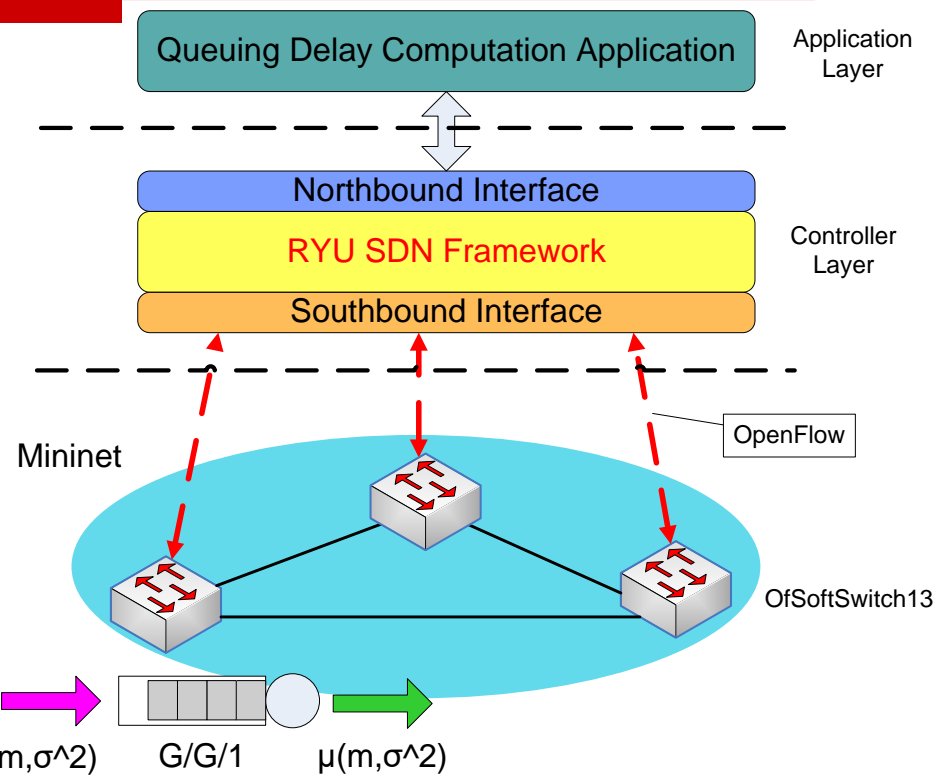 Queuing Delay Computation Application
Application
Layer
Northbound Interface
RYU SDN Framework
Controller
Layer
Southbound Interface
OpenFlow
Mininet
OfSoftSwitch13
m,σ^2)
G/G/1
μ(m,σ^2)